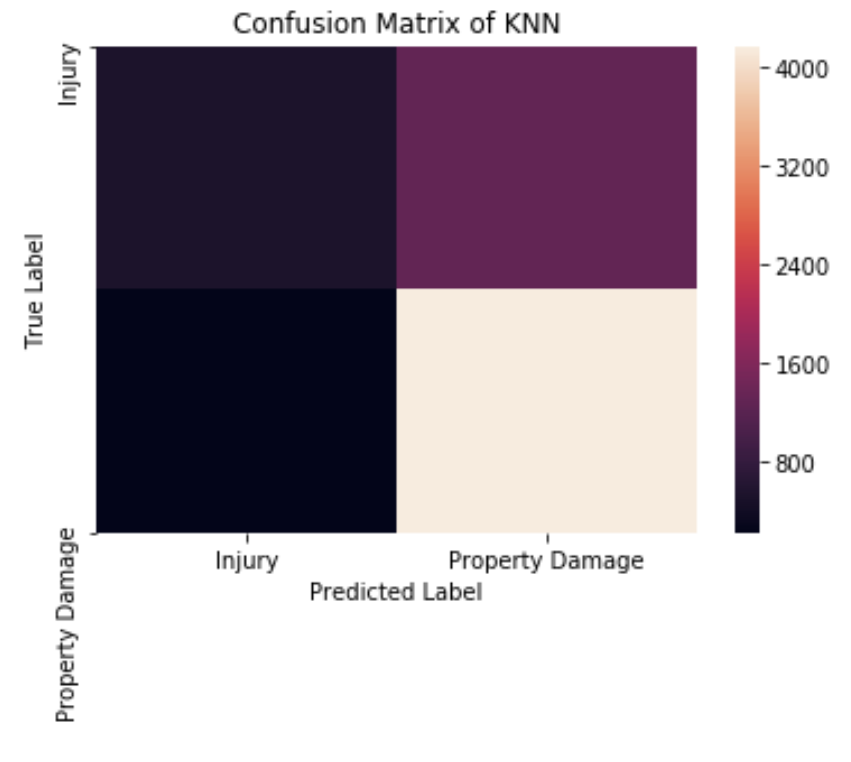 Confusion Matrix of KNN
Injury
True Label
Property Damage
Injury
Property Damage
Predicted Label
4000
3200
2400
1600
800